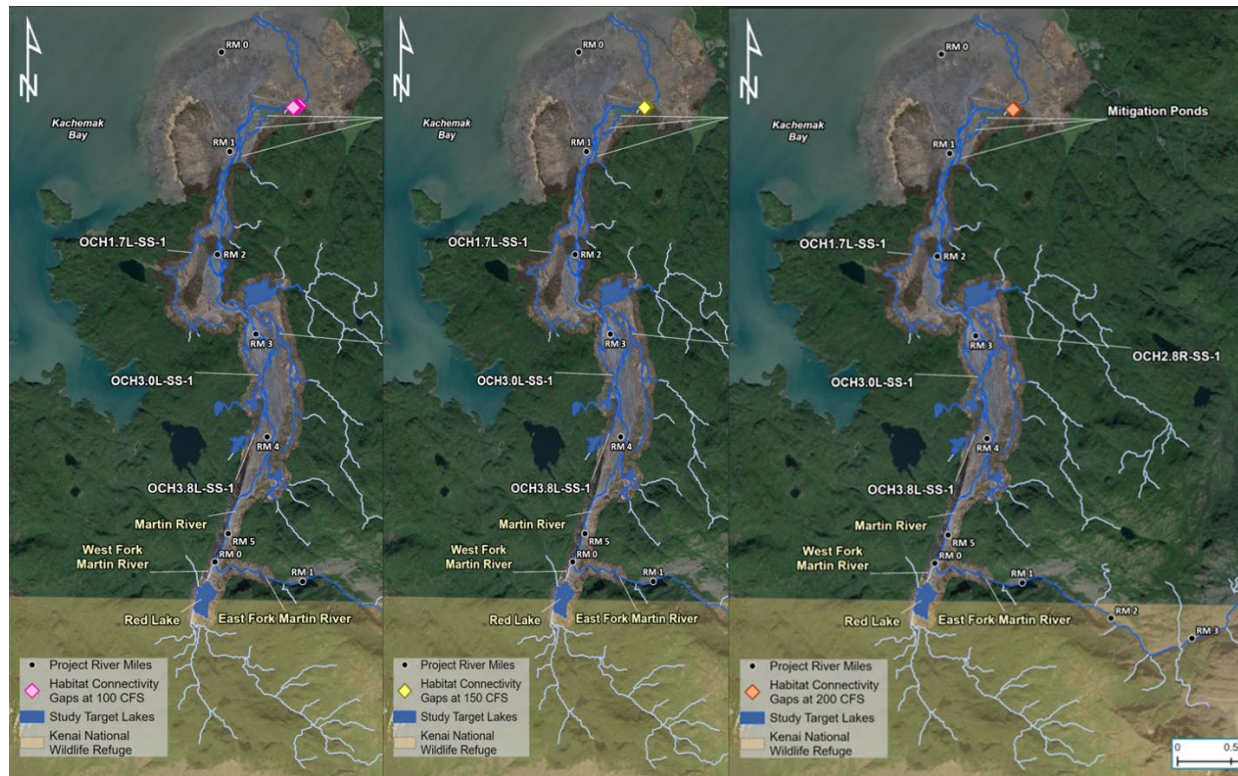 N
RM 0
Kachemak
Bay
RM 1
OCH1.7L-SS-1
RM 2
RM 3
OCH3.0L-SS-1
RM 4
OCH3.8L-SS-1
Martin River
RM 5
West Fork
Martin River
RM 0
RM 1
Red Lake
East Fork Martin River
Project River Miles
Habitat Connectivity
Gaps at 100 CFS
Study Target Lakes
Kenai National
Wildlife Refuge
N
RM 0
Kachemak
Bay
RM 1
OCH1.7L-SS-1
RM 2
RM 3
OCH3.0L-SS-1
RM 4
OCH3.8L-SS-1
Martin River
RM 5
West Fork
Martin River
RM 0
RM 1
Red Lake
East Fork Martin River
Project River Miles
Habitat Connectivity
Gaps at 150 CFS
Study Target Lakes
Kenai National
Wildlife Refuge
N
RM 0
Kachemak
Bay
Mitigation Ponds
RM 1
OCH1.7L-SS-1
RM 2
RM 3
OCH2.8R-SS-1
OCH3.0L-SS-1
RM 4
OCH3.8L-SS-1
Martin River
RM 5
West Fork
Martin River
RM 0
RM 1
Red Lake
East Fork Martin River
RM 2
RM 3
Project River Miles
Habitat Connectivity
Gaps at 200 CFS
Study Target Lakes
Kenai National
Wildlife Refuge
0 0.5